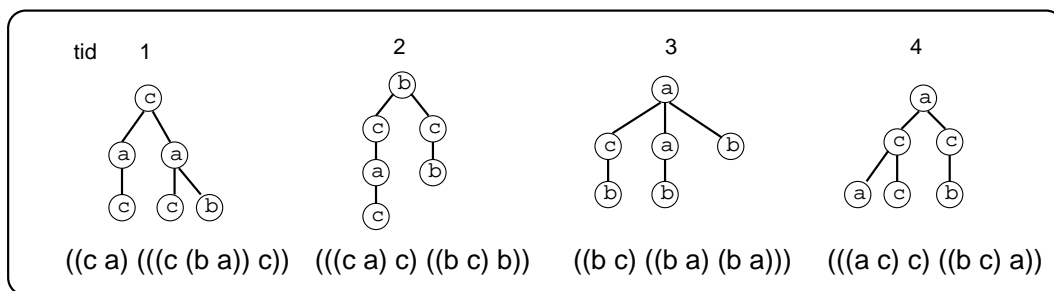 tid 1 2 3 4
c b a a
c c c c
a a c a b
a b a c b
c c b b b
c
((c a) (((c (b a)) c)) (((c a) c) ((b c) b)) ((b c) ((b a) (b a))) (((a c) c) ((b c) a))